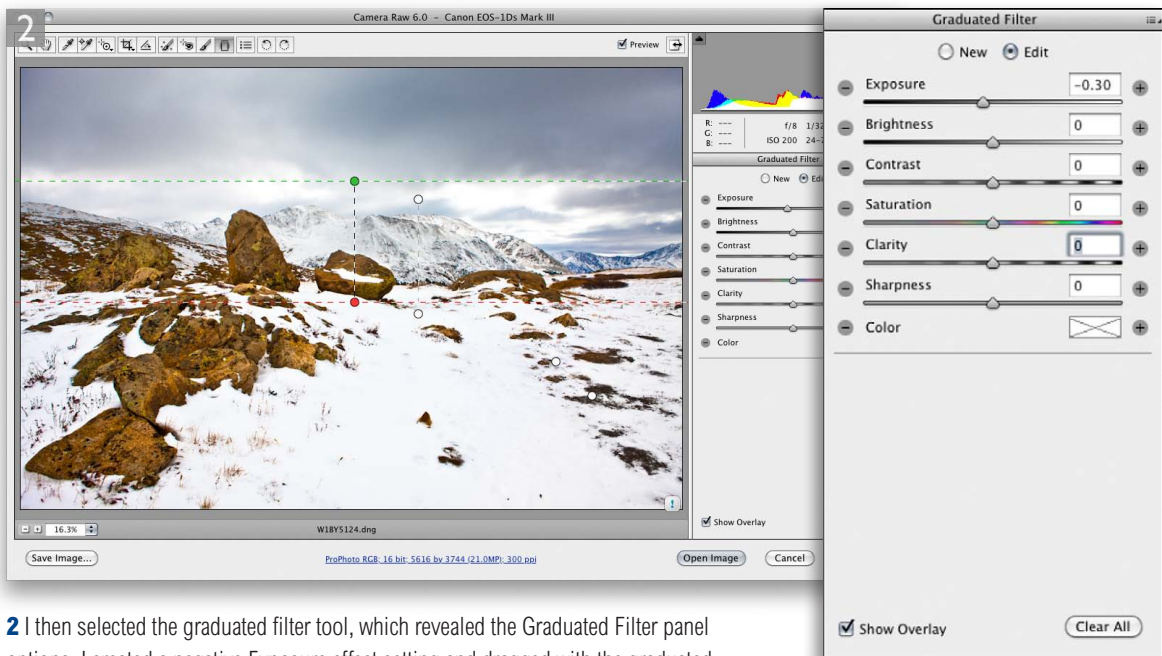 2
Camera Raw 6.0 – Canon EOS-1Ds Mark III
Preview
R: ---
G: ---
B: ---
f/8
ISO 200
Graduated Filter
New
Exposure
Brightness
Contrast
Saturation
Clarity
Sharpness
Color
Show Overlay
16.3%
W1BY5124.dng
Save Image...
ProPhoto RGB; 16 bit; 5616 by 3744 (21.0MP); 300 ppi
Open Image
Cancel
Graduated Filter
New Edit
Exposure -0.30
Brightness 0
Contrast 0
Saturation 0
Clarity 0
Sharpness 0
Color
Show Overlay
Clear All
2 I then selected the graduated filter tool, which revealed the Graduated Filter panel